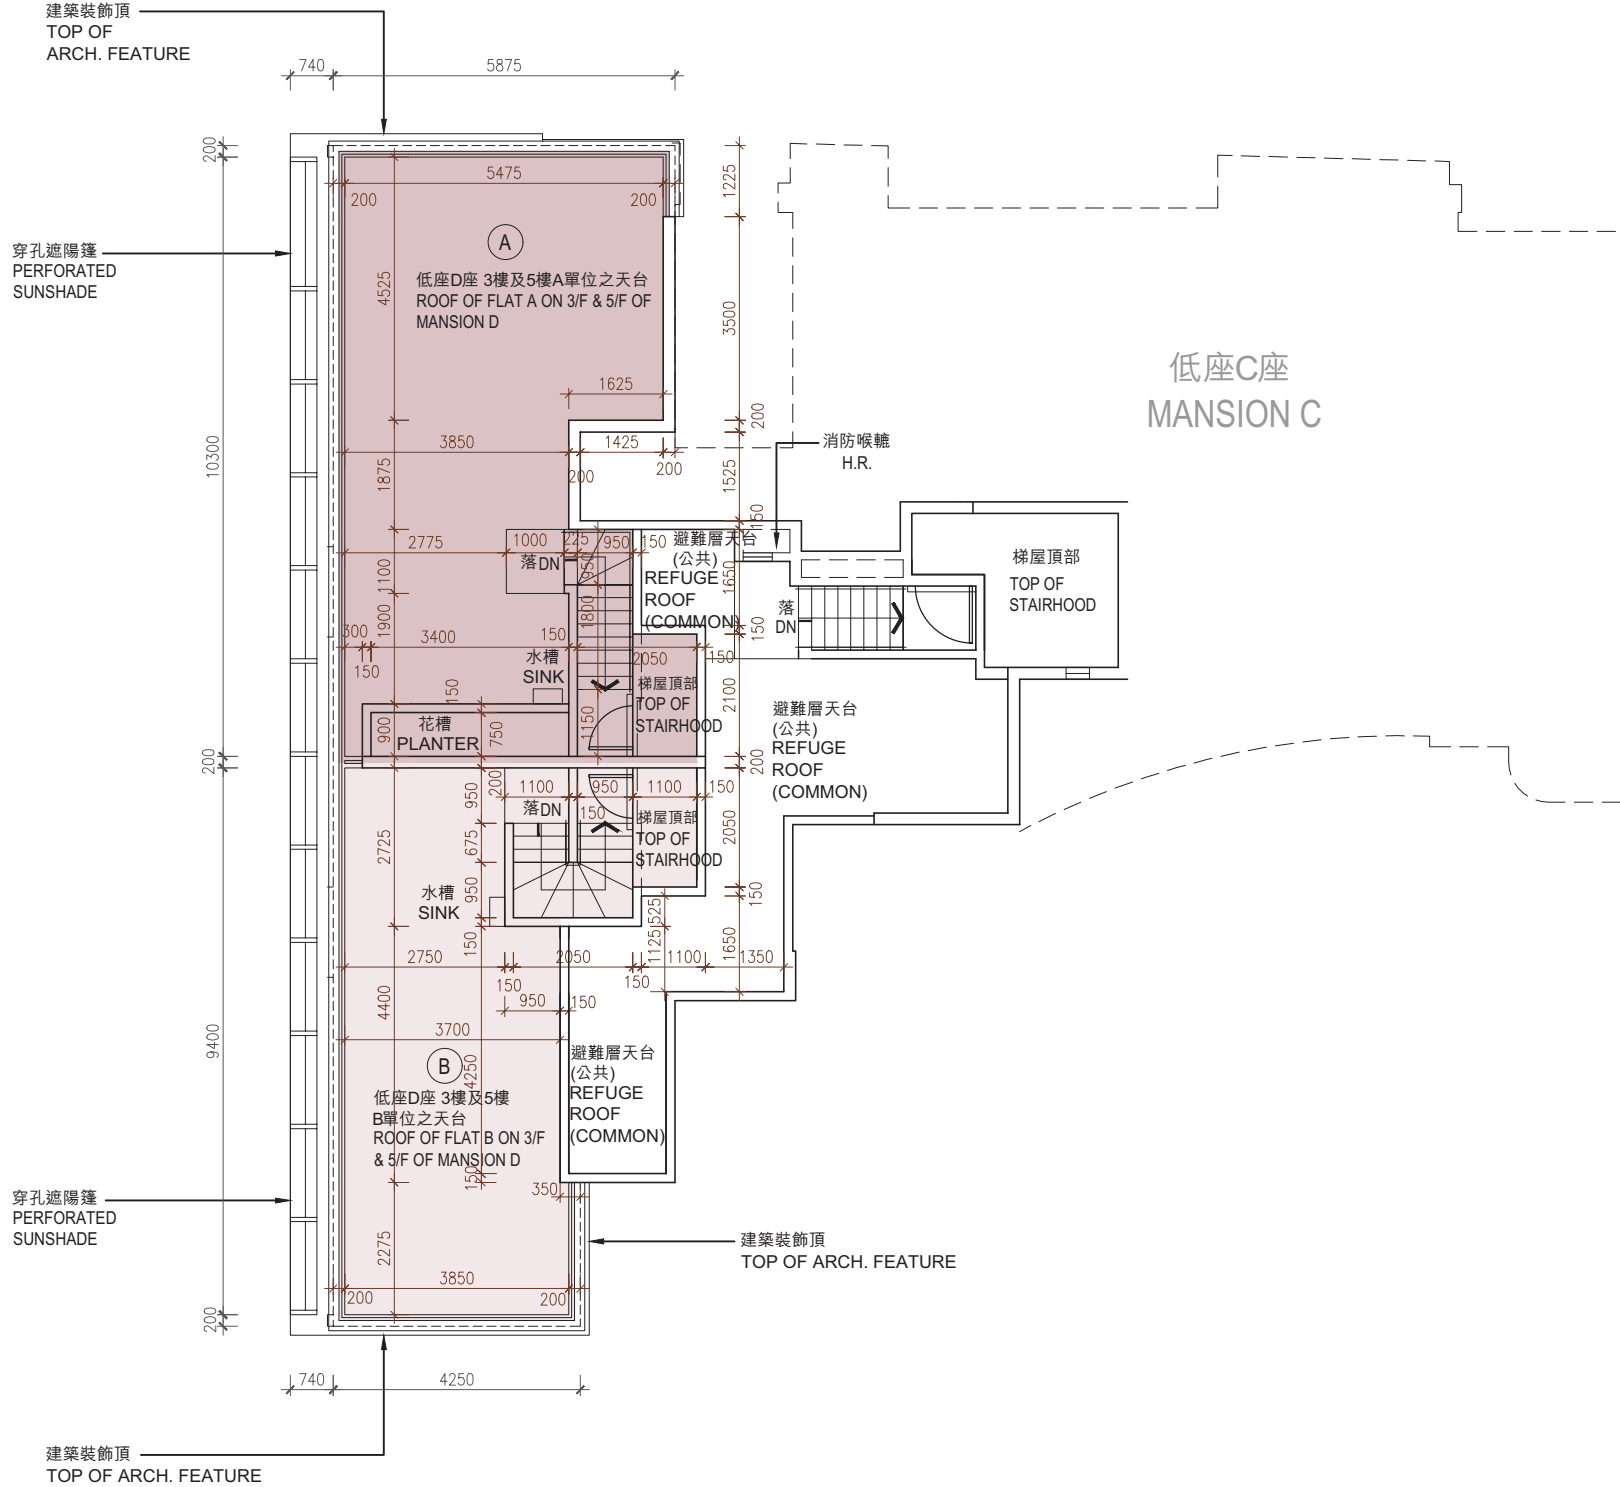 建築裝飾頂
TOP OF
ARCH. FEATURE
740
5875
200
5475
200
200
1225
穿孔遮陽篷
PERFORATED
SUNSHADE
A
低座D座 3樓及5樓A單位之天台
ROOF OF FLAT A ON 3/F & 5/F OF
MANSION D
4525
3500
低座C座
MANSION C
1625
200
3850
1425
200
200
消防喉轆
H.R.
10300
1875
1525
150
2775
1000
225
950
150
落DN
避難層天台
(公共)
REFUGE
ROOF
(COMMON)
梯屋頂部
TOP OF
STAIRHOOD
1100
950
1650
落
DN
1900
1800
150
300
3400
150
2050
150
150
水槽
SINK
梯屋頂部
TOP OF
STAIRHOOD
150
2100
避難層天台
(公共)
REFUGE
ROOF
(COMMON)
花槽
PLANTER
900
750
1150
200
200
200
1100
950
1100
150
落DN
150
梯屋頂部
TOP OF
STAIRHOOD
950
2725
675
2050
水槽
SINK
950
150
150
525
1125
1650
2750
2050
1100
1350
150
150
950
150
4400
3700
9400
B
4250
低座D座 3樓及5樓
B單位之天台
ROOF OF FLAT B ON 3/F
& 5/F OF MANSION D
避難層天台
(公共)
REFUGE
ROOF
(COMMON)
150
350
穿孔遮陽篷
PERFORATED
SUNSHADE
2275
建築裝飾頂
TOP OF ARCH. FEATURE
3850
200
200
200
740
4250
建築裝飾頂
TOP OF ARCH. FEATURE